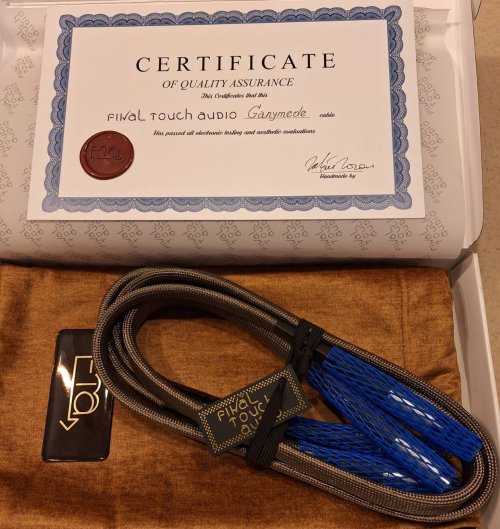 CERTIFICATE
OF QUALITY ASSURANCE
This Certificates that this
FINAL TOUCH AUDIO Ganymede cable
Has passed all electronic testing and aesthetic evaluations
Handmade by
FINAL
TOUCH
audio